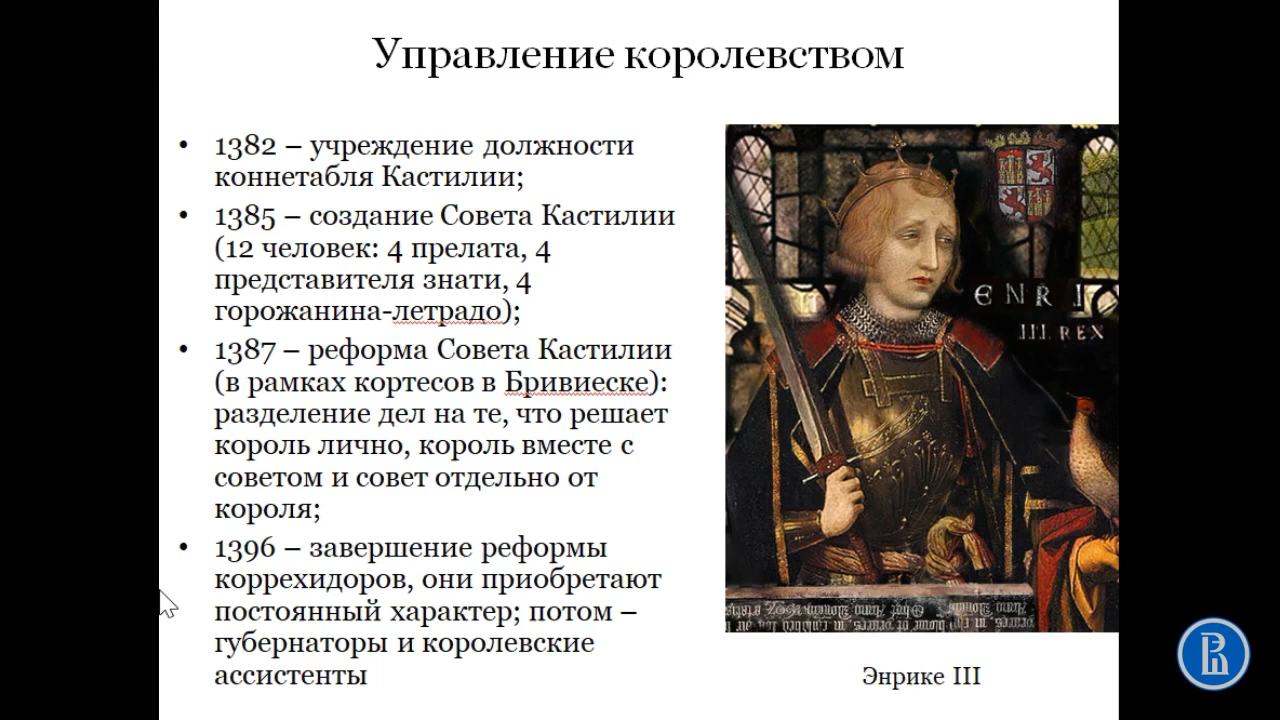 Управление королевством
• 1382 – учреждение должности
коннетабля Кастилии;
• 1385 – создание Совета Кастилии
(12 человек: 4 прелата, 4
представителя знати, 4
горожанина-летрадо);
• 1387 – реформа Совета Кастилии
(в рамках кортесов в Бривиеске):
разделение дел на те, что решает
король лично, король вместе с
советом и совет отдельно от
короля;
• 1396 – завершение реформы
коррехидоров, они приобретают
постоянный характер; потом –
губернаторы и королевские
ассистенты
ENRI
III REX
Энрике III